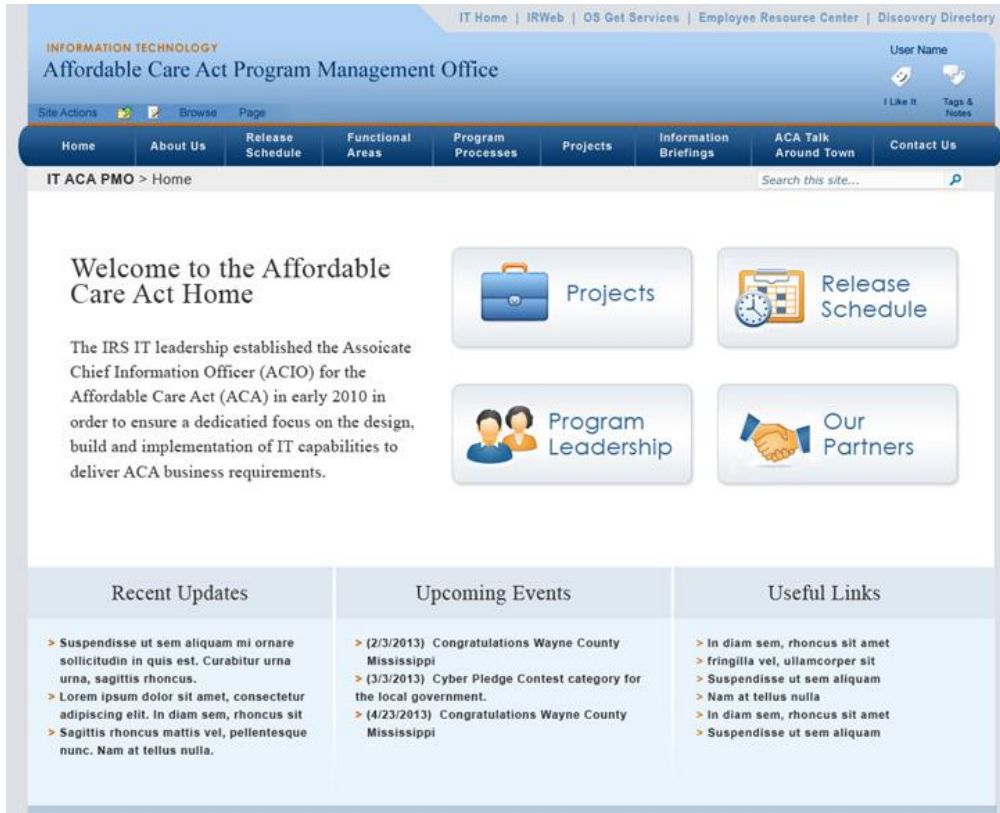 IT Home | IRWeb | OS Get Services | Employee Resource Center | Discovery Directory
INFORMATION TECHNOLOGY
Affordable Care Act Program Management Office
User Name
I Like It
Tags &
Notes
Site Actions Browse Page
Home
About Us
Release
Schedule
Functional
Areas
Program
Processes
Projects
Information
Briefings
ACA Talk
Around Town
Contact Us
IT ACA PMO > Home
Search this site...
Welcome to the Affordable
Care Act Home
The IRS IT leadership established the Assoicate
Chief Information Officer (ACIO) for the
Affordable Care Act (ACA) in early 2010 in
order to ensure a dedicatied focus on the design,
build and implementation of IT capabilities to
deliver ACA business requirements.
Projects
Release
Schedule
Program
Leadership
Our
Partners
Recent Updates
> Suspendisse ut sem aliquam mi ornare
sollicitudin in quis est. Curabitur urna
urna, sagittis rhoncus.
> Lorem ipsum dolor sit amet, consectetur
adipiscing elit. In diam sem, rhoncus sit
> Sagittis rhoncus mattis vel, pellentesque
nunc. Nam at tellus nulla.
Upcoming Events
> (2/3/2013) Congratulations Wayne County
Mississippi
> (3/3/2013) Cyber Pledge Contest category for
the local government.
> (4/23/2013) Congratulations Wayne County
Mississippi
Useful Links
> In diam sem, rhoncus sit amet
> fringilla vel, ullamcorper sit
> Suspendisse ut sem aliquam
> Nam at tellus nulla
> In diam sem, rhoncus sit amet
> Suspendisse ut sem aliquam